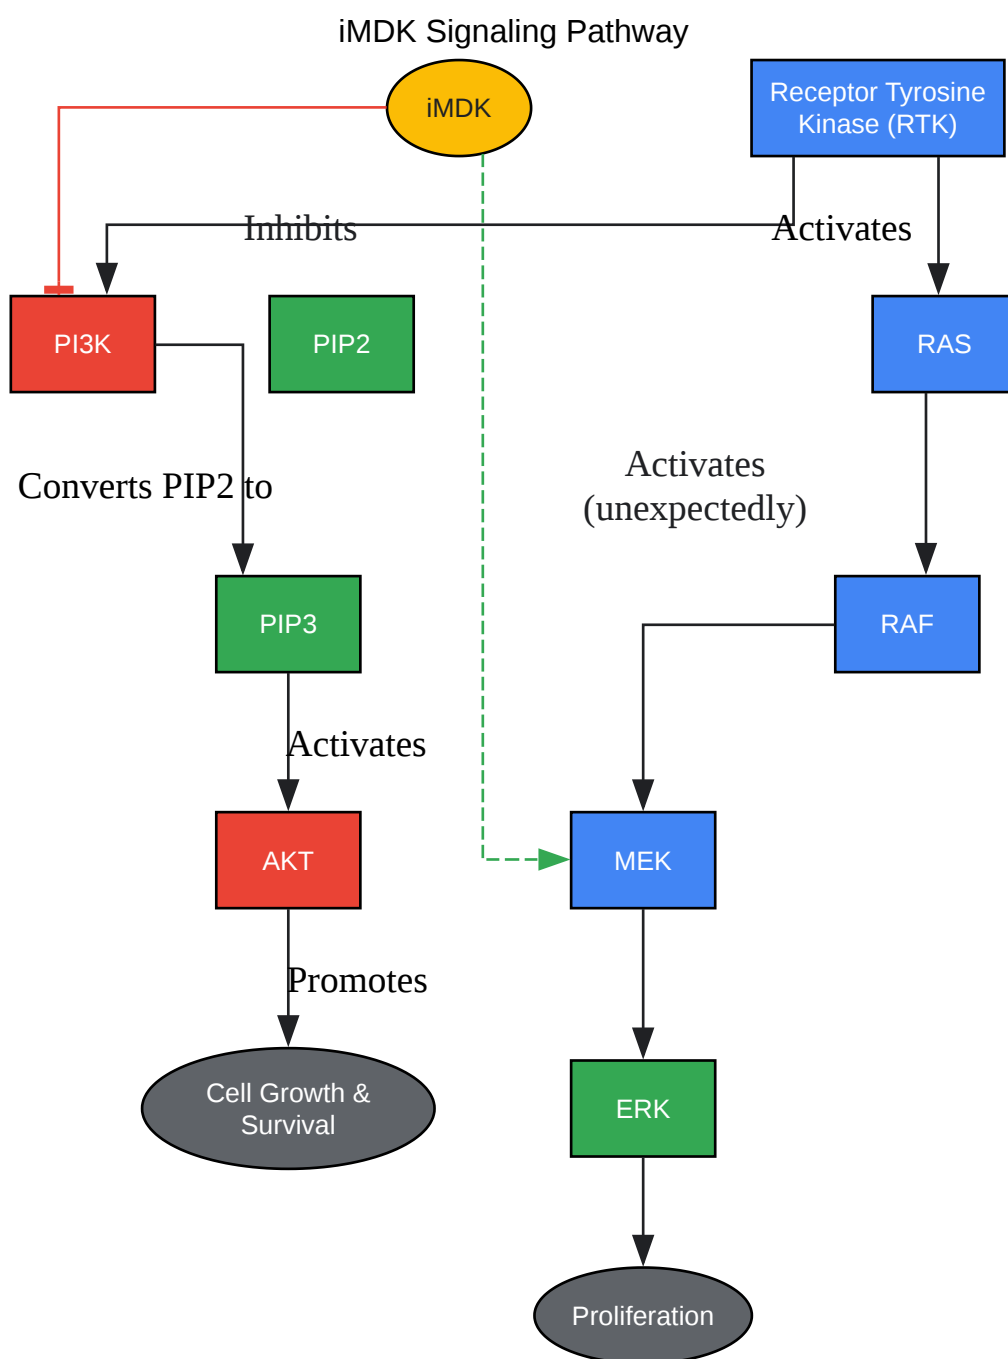 iMDK Signaling Pathway
iMDK
Receptor Tyrosine
Kinase (RTK)
Inhibits
Activates
PI3K
PIP2
RAS
Converts PIP2 to
Activates
(unexpectedly)
PIP3
RAF
Activates
AKT
MEK
Promotes
Cell Growth &
Survival
ERK
Proliferation